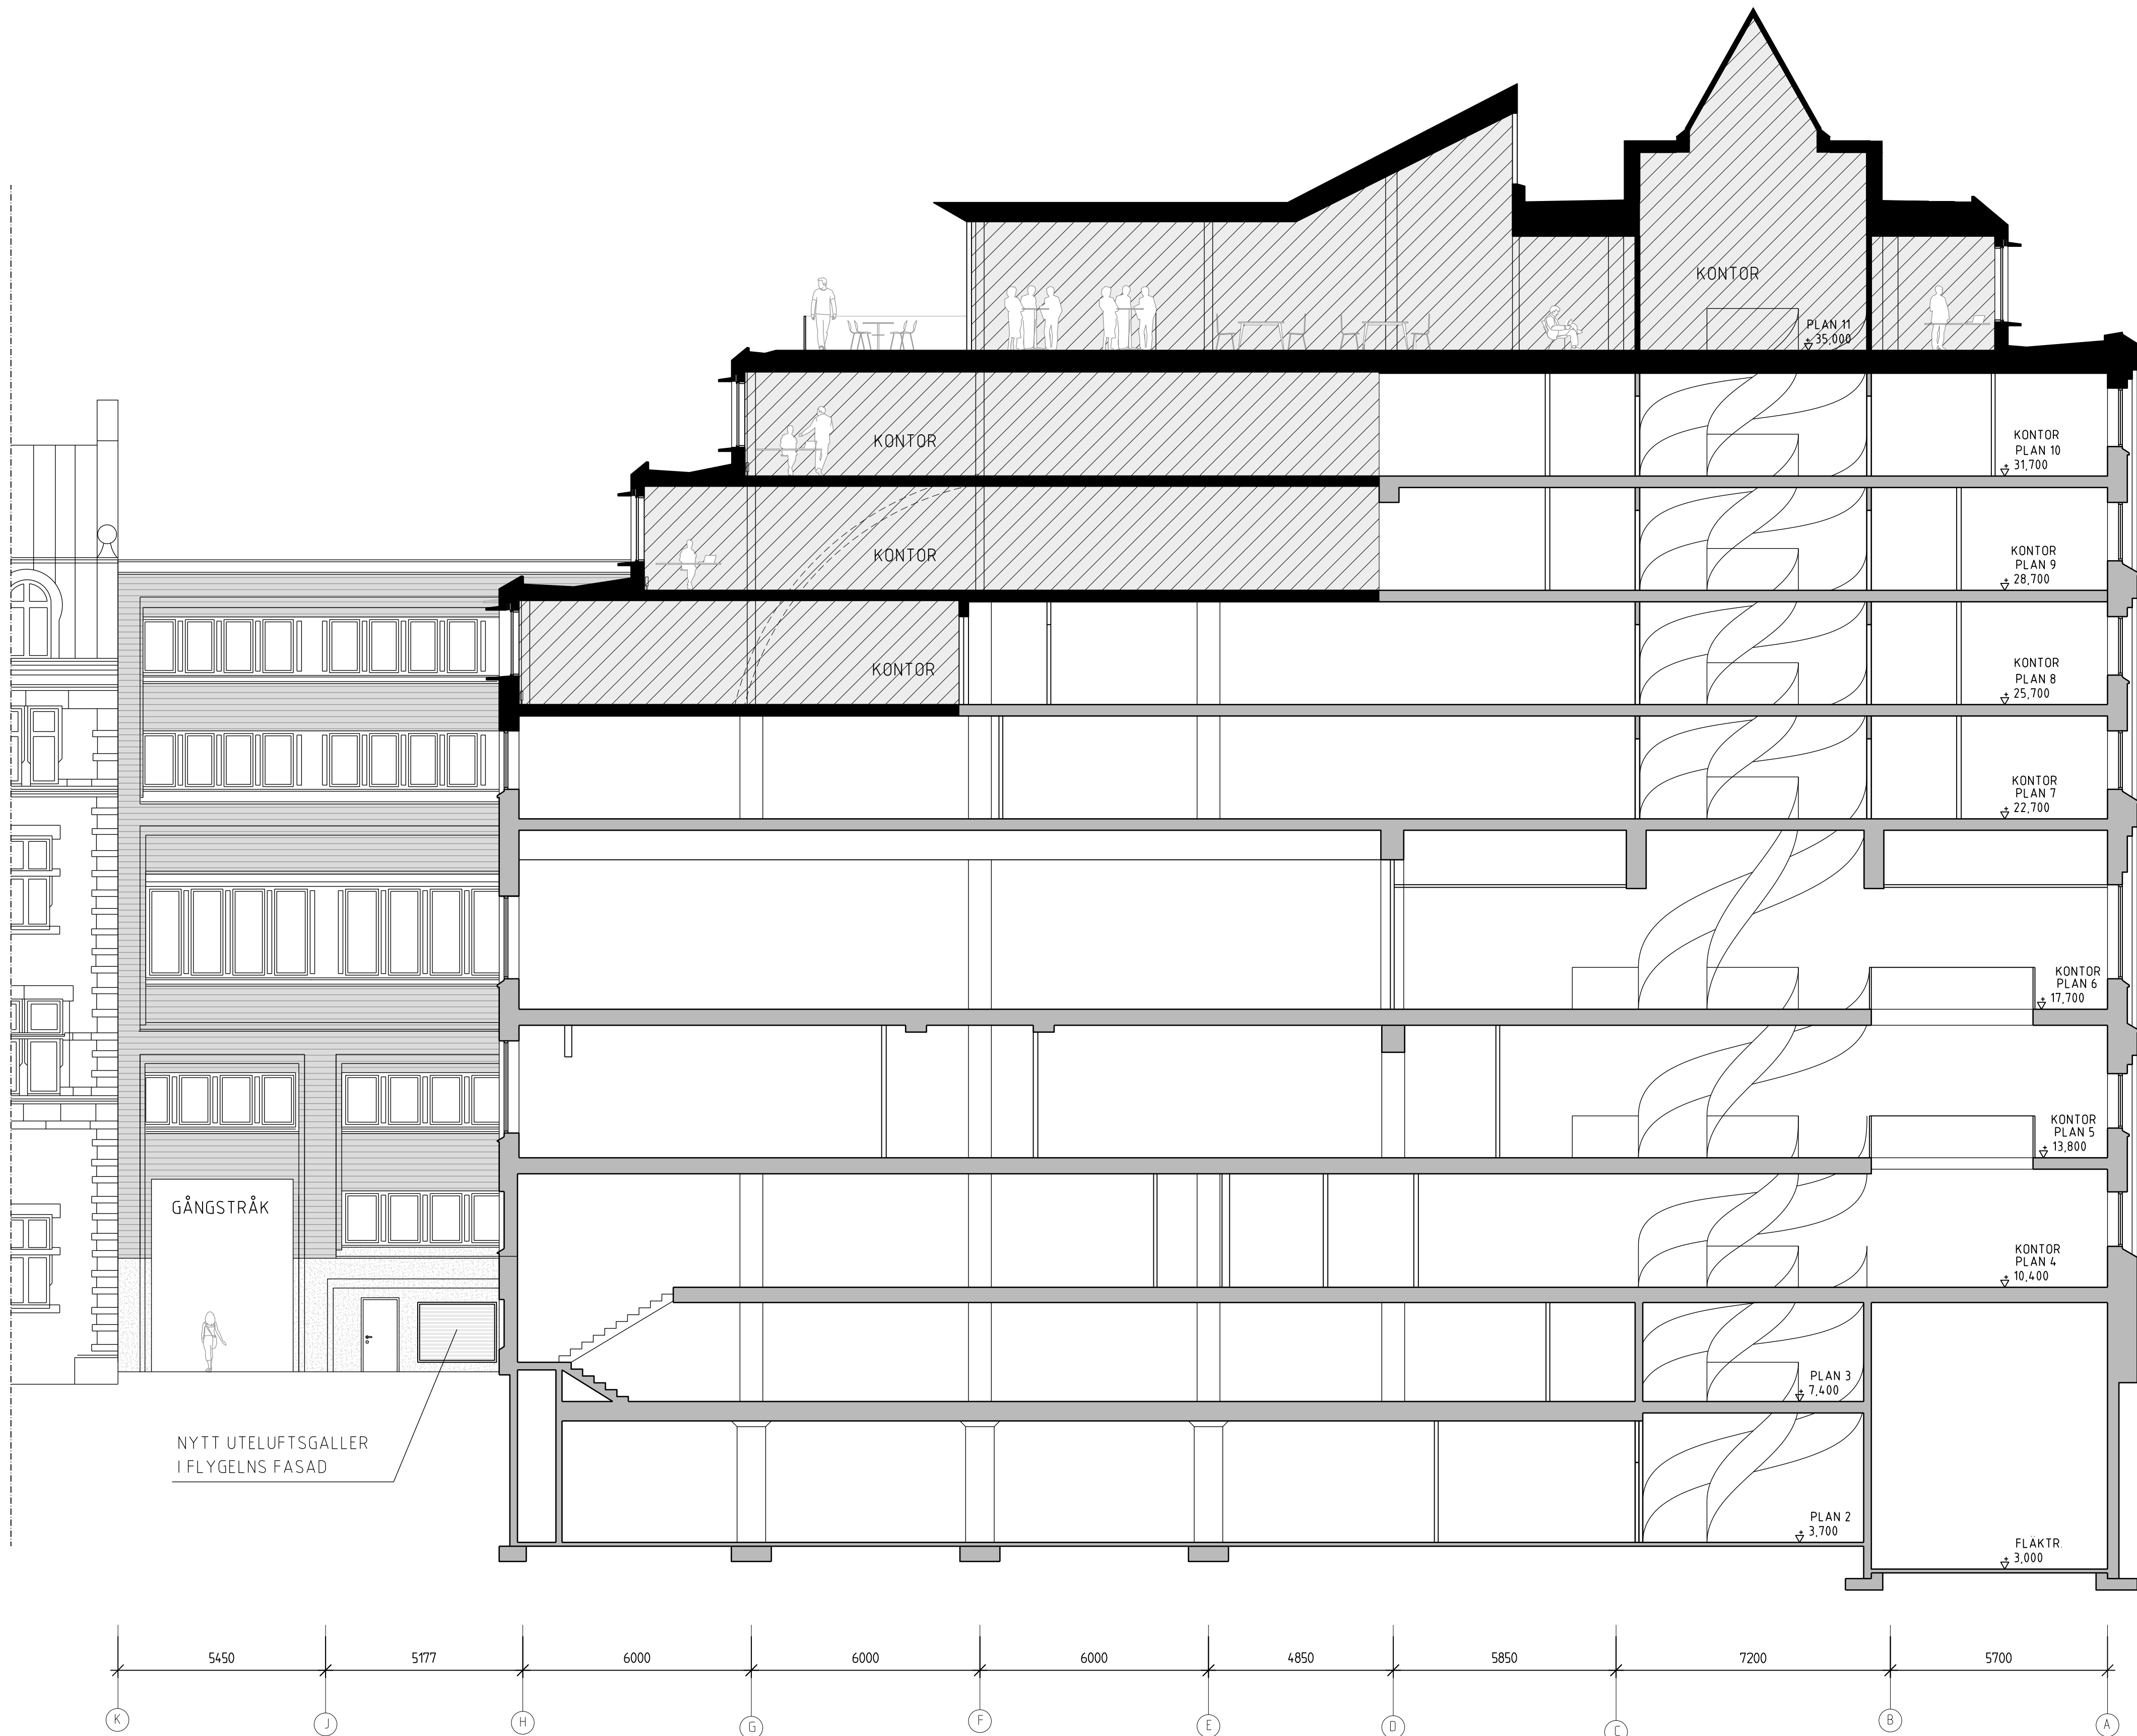 KONTOR
PLAN 11
+ 35,000
KONTOR
KONTOR
PLAN 10
+ 31,700
KONTOR
KONTOR
PLAN 9
+ 28,700
KONTOR
KONTOR
PLAN 8
+ 25,700
KONTOR
PLAN 7
+ 22,700
KONTOR
PLAN 6
+ 17,700
KONTOR
PLAN 5
+ 13,800
GÅNGSTRÅK
KONTOR
PLAN 4
+ 10,400
PLAN 3
+ 7,400
NYTT UTELUFTSGALLER
I FLYGELNS FASAD
PLAN 2
+ 3,700
FLÄKTR.
+ 3,000
5450 5177 6000 6000 6000 4850 5850 7200 5700
K J H G F E D C B A